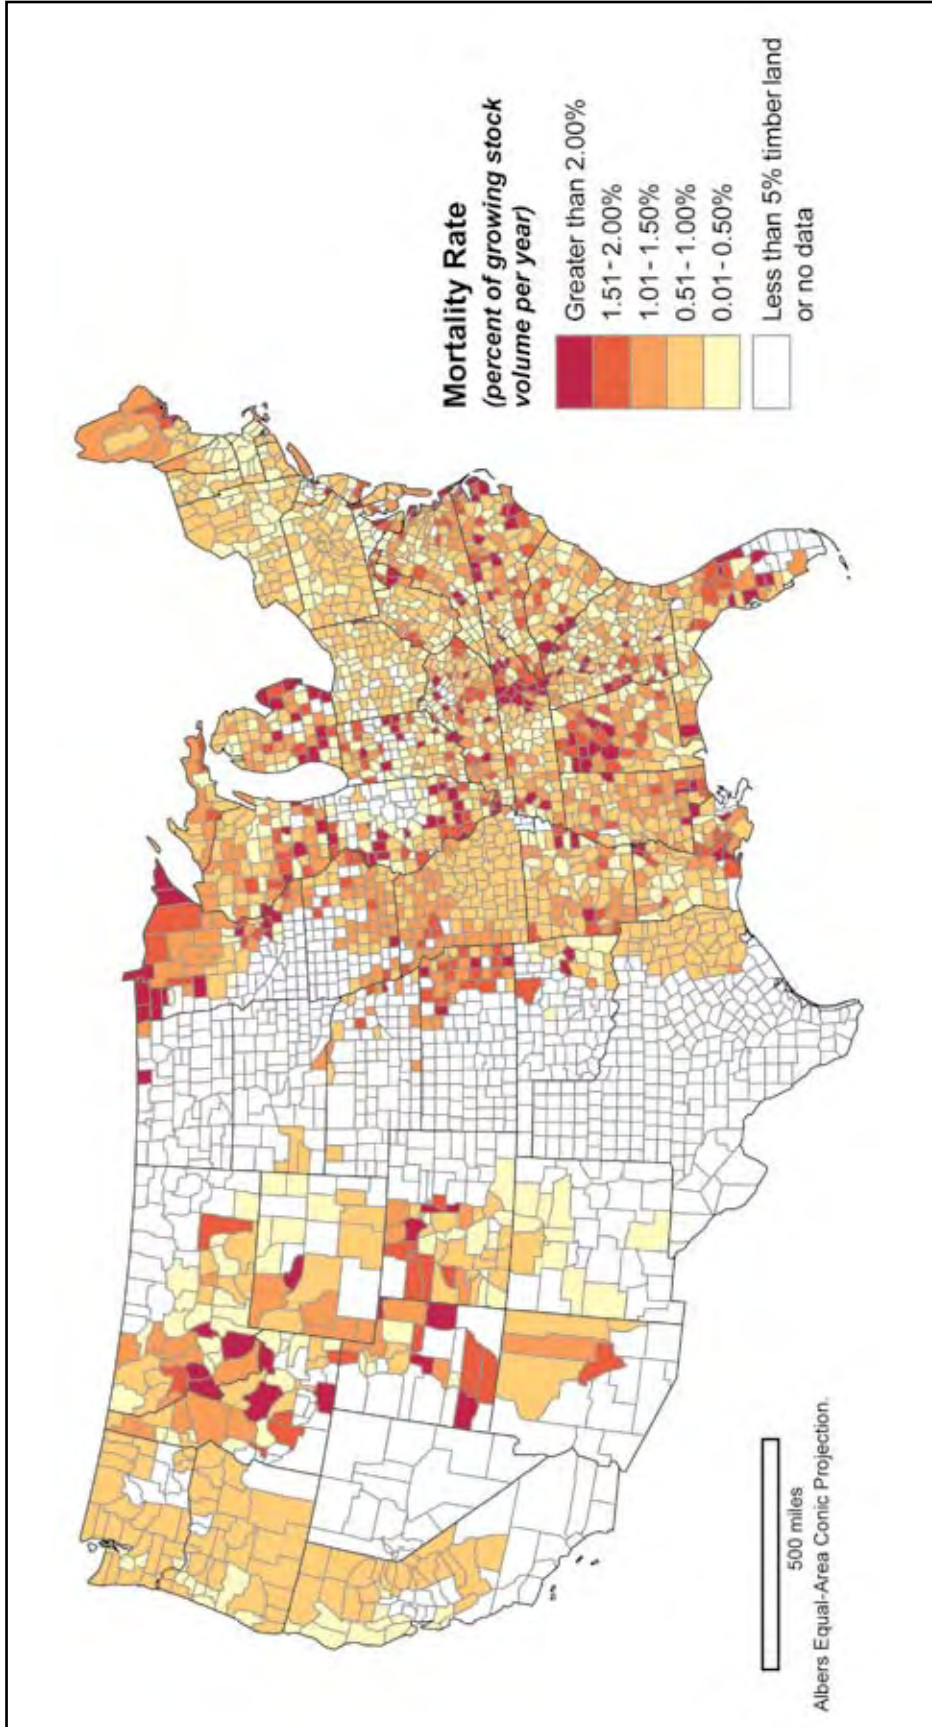 Mortality Rate
(percent of growing stock
volume per year)
Greater than 2.00%
1.51 - 2.00%
1.01 - 1.50%
0.51 - 1.00%
0.01 - 0.50%
Less than 5% timber land
or no data
500 miles
Albers Equal-Area Conic Projection.